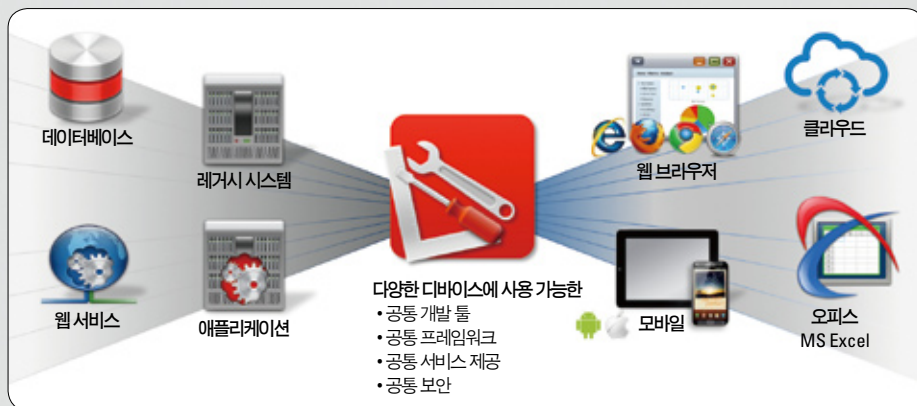 데이터베이스
레거시 시스템
웹 서비스
애플리케이션
다양한 디바이스에 사용 가능한
• 공통 개발 툴
• 공통 프레임워크
• 공통 서비스 제공
• 공통 보안
웹 브라우저
클라우드
모바일
오피스
MS Excel